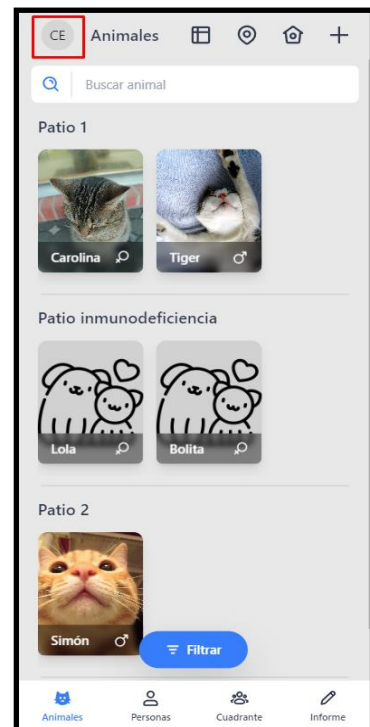 CE Animales
Buscar animal
Patio 1
Carolina Tiger
Patio inmunodeficiencia
Lola Bolita
Patio 2
Simón
Filtrar
Animales Personas Cuadrante Informe